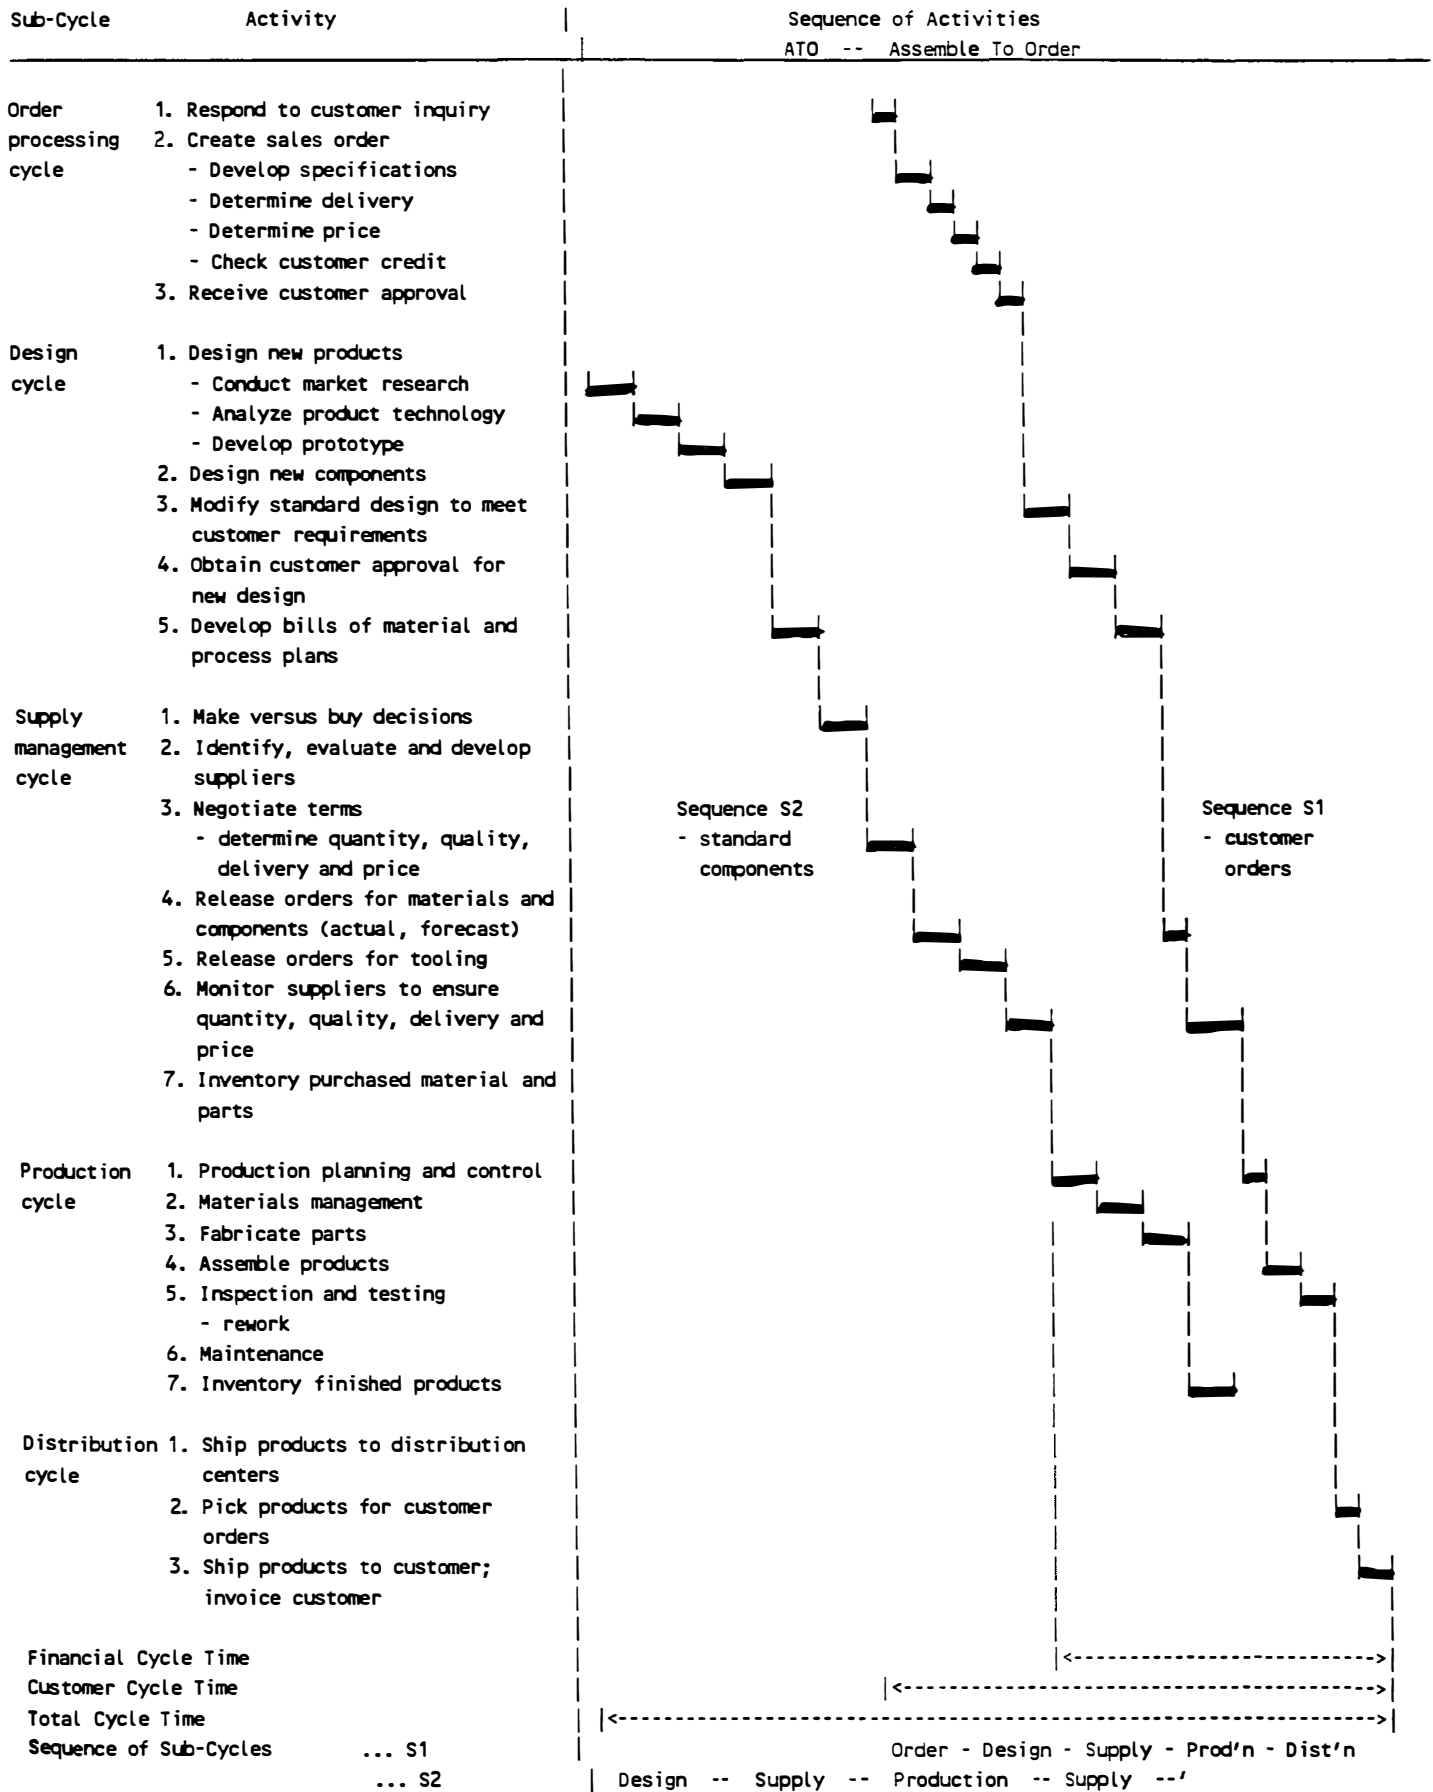 Sub-Cycle Activity Sequence of Activities
ATO -- Assemble To Order
Order 1. Respond to customer inquiry
processing 2. Create sales order
cycle - Develop specifications
- Determine delivery
- Determine price
- Check customer credit
3. Receive customer approval
Design 1. Design new products
cycle - Conduct market research
- Analyze product technology
- Develop prototype
2. Design new components
3. Modify standard design to meet
customer requirements
4. Obtain customer approval for
new design
5. Develop bills of material and
process plans
Supply 1. Make versus buy decisions
management 2. Identify, evaluate and develop
cycle suppliers
3. Negotiate terms Sequence S2 Sequence S1
- determine quantity, quality, - standard - customer
delivery and price components orders
4. Release orders for materials and
components (actual, forecast)
5. Release orders for tooling
6. Monitor suppliers to ensure
quantity, quality, delivery and
price
7. Inventory purchased material and
parts
Production 1. Production planning and control
cycle 2. Materials management
3. Fabricate parts
4. Assemble products
5. Inspection and testing
- rework
6. Maintenance
7. Inventory finished products
Distribution 1. Ship products to distribution
cycle centers
2. Pick products for customer
orders
3. Ship products to customer;
invoice customer
Financial Cycle Time
Customer Cycle Time
Total Cycle Time
Sequence of Sub-Cycles ... S1 Order - Design - Supply - Prod'n - Dist'n
... S2 Design -- Supply -- Production -- Supply --'